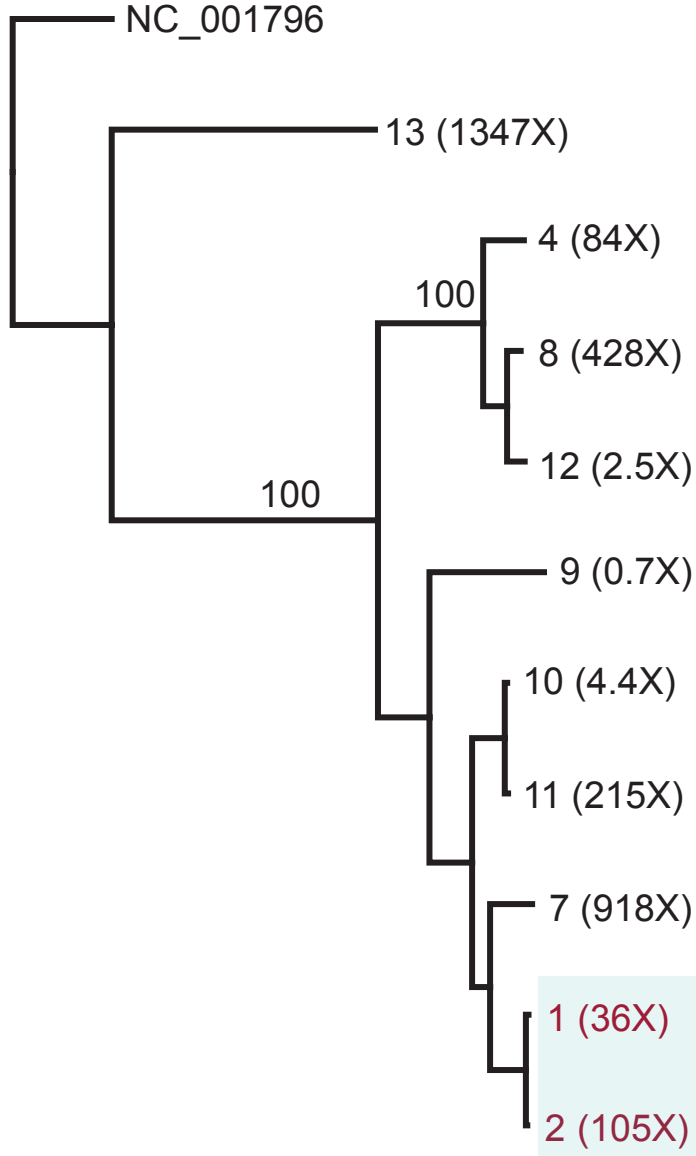 NC_001796
13 (1347X)
4 (84X)
100
8 (428X)
12 (2.5X)
100
9 (0.7X)
10 (4.4X)
11 (215X)
7 (918X)
1 (36X)
2 (105X)